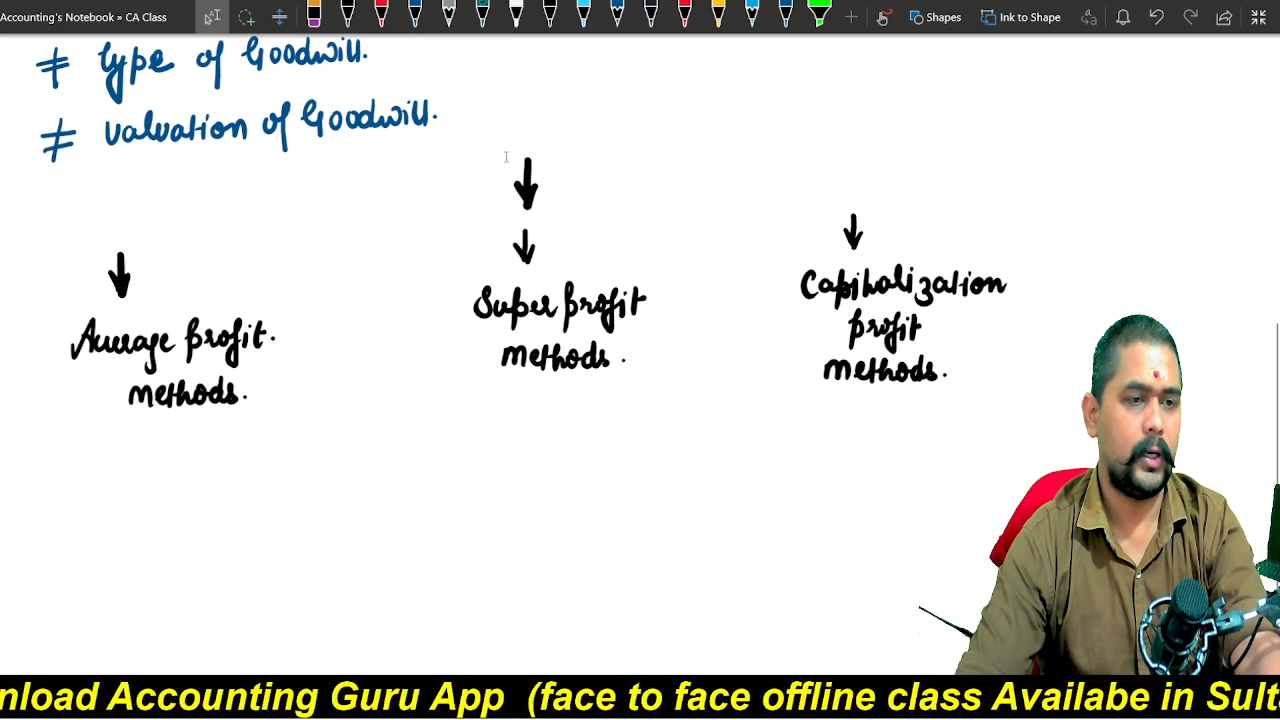 Accounting's Notebook » CA Class
Shapes
Ink to Shape
# Type of Goodwill.
# Valuation of Goodwill.
Average profit.
methods.
Super profit
methods.
Capitalization
profit
methods.
nload Accounting Guru App (face to face offline class Availabe in Sult